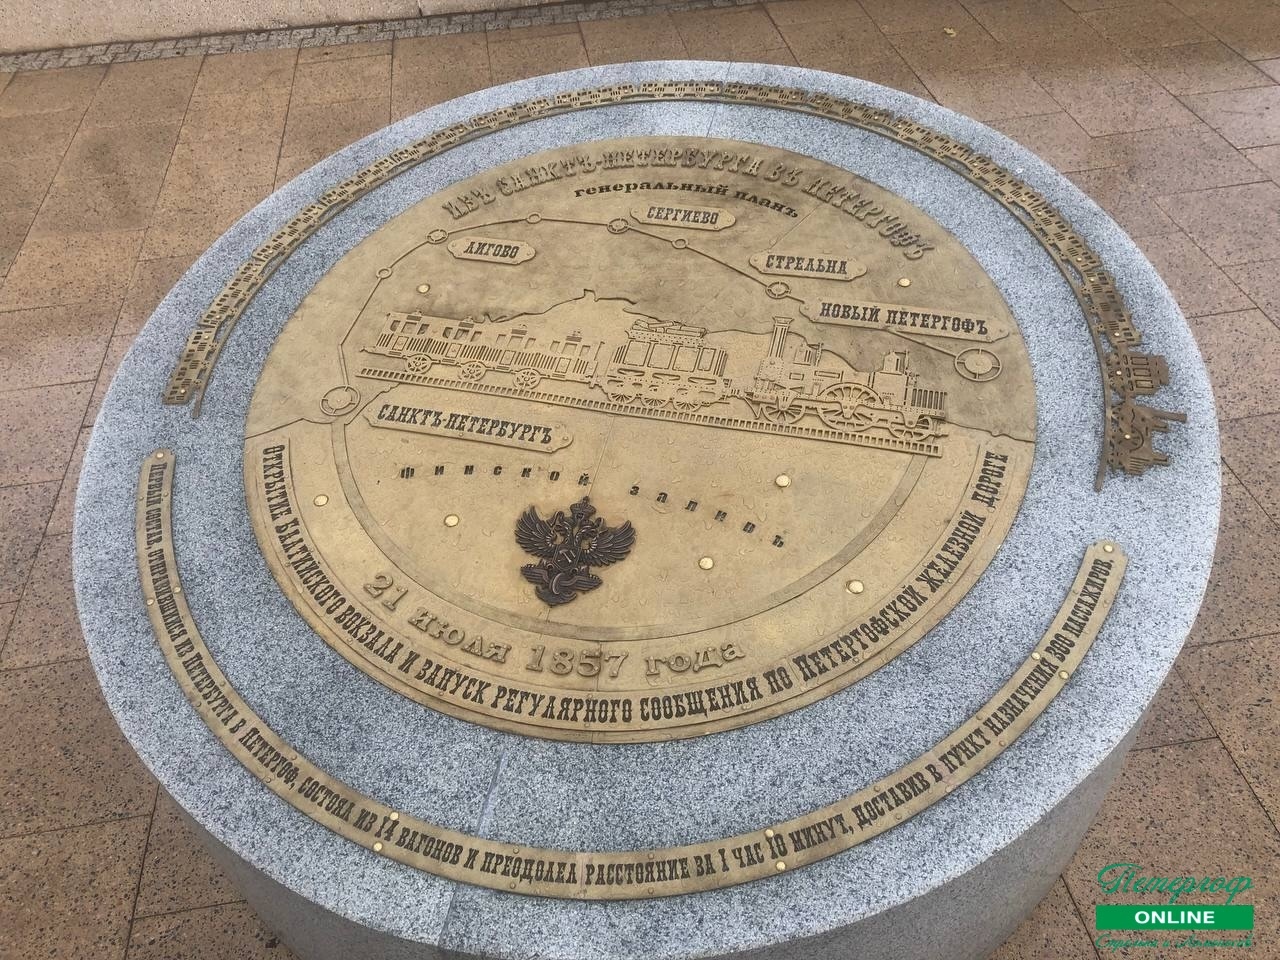 ИЗЪ САНКТЪ-ПЕТЕРБУРГА ВЪ ПЕТЕРГОФЪ
генеральный планъ
СЕРГИЕВО
ЛИГОВО
СТРЕЛЬНА
НОВЫЙ ПЕТЕРГОФЪ
САНКТЪ-ПЕТЕРБУРГЪ
Финской заливъ
21 июля 1857 года
ОТКРЫТИЕ БАЛТИЙСКОГО ВОКЗАЛА И ЗАПУСК РЕГУЛЯРНОГО СООБЩЕНИЯ ПО ПЕТЕРГОФСКОЙ ЖЕЛЕЗНОЙ ДОРОГЕ
ПЕРВЫЙ СОСТАВ, ОТПРАВИВШИЙСЯ ИЗ ПЕТЕРБУРГА В ПЕТЕРГОФ, СОСТОЯЛ ИЗ 14 ВАГОНОВ И ПРЕОДОЛЕЛ РАССТОЯНИЕ ЗА 1 ЧАС 10 МИНУТ, ДОСТАВИВ В ПУНКТ НАЗНАЧЕНИЯ 300 ПАСАЖИРОВ.
Петергоф
ONLINE